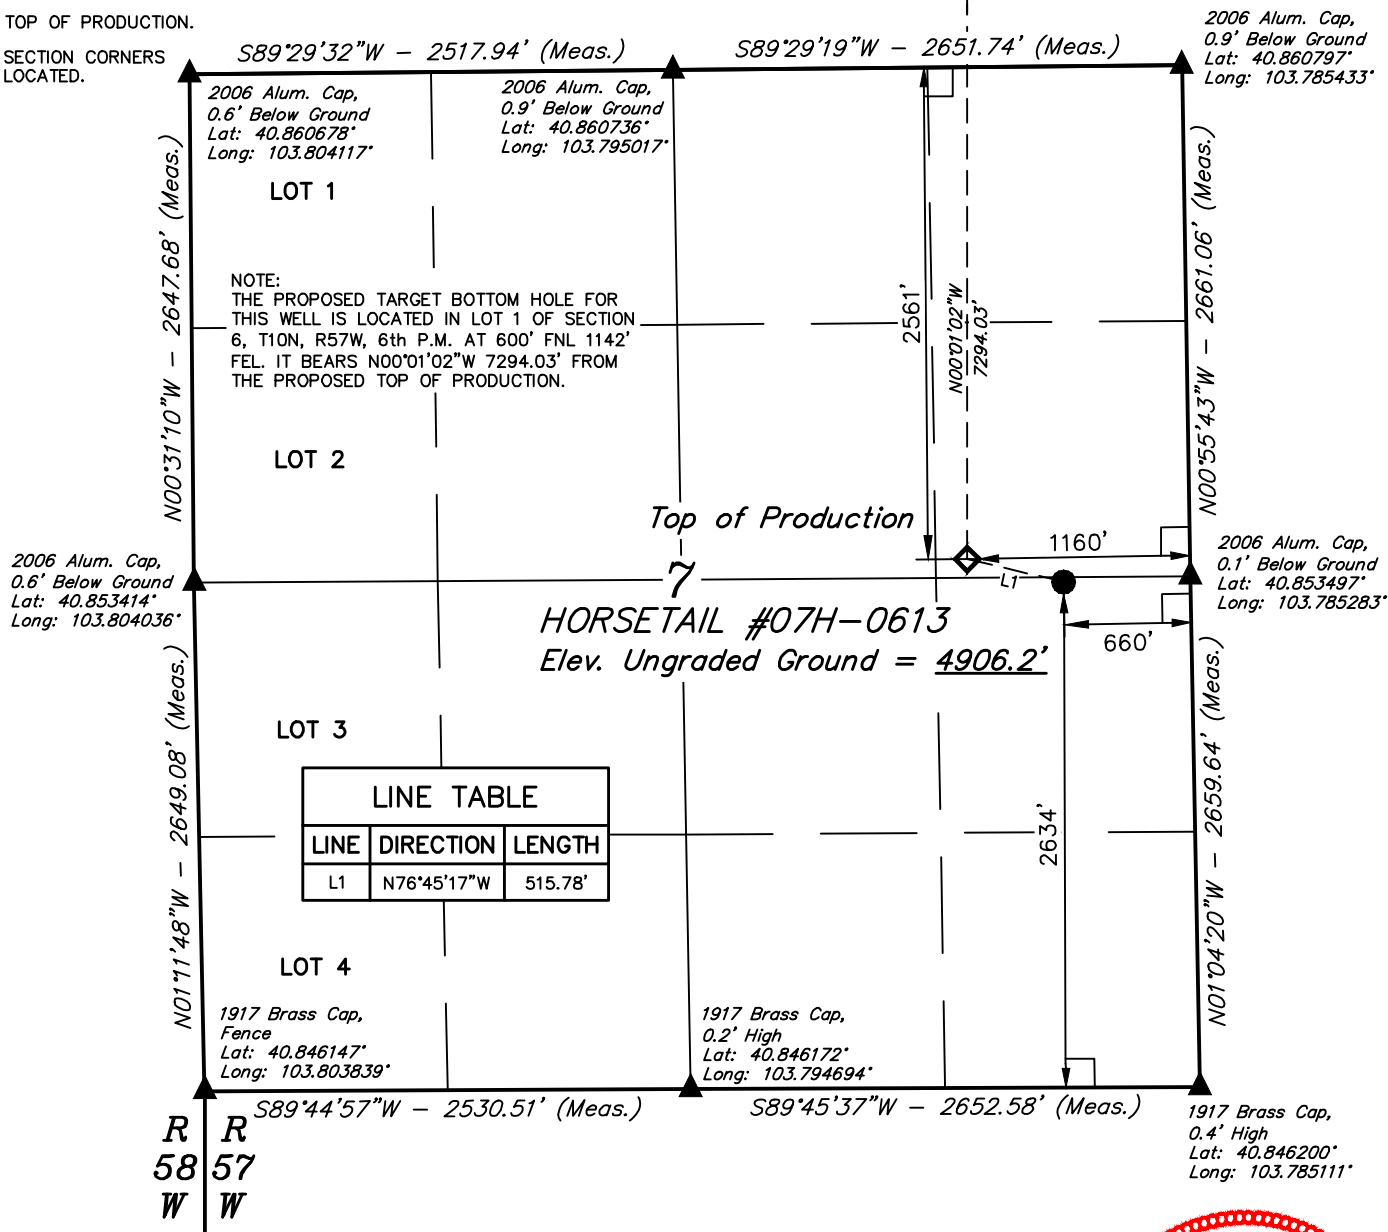 TOP OF PRODUCTION.
SECTION CORNERS
LOCATED.
S89°29'32"W - 2517.94' (Meas.)
S89°29'19"W - 2651.74' (Meas.)
2006 Alum. Cap,
0.9' Below Ground
Lat: 40.860797°
Long: 103.785433°
2006 Alum. Cap,
0.6' Below Ground
Lat: 40.860678°
Long: 103.804117°
2006 Alum. Cap,
0.9' Below Ground
Lat: 40.860736°
Long: 103.795017°
LOT 1
N00°31'10"W - 2647.68' (Meas.)
NOTE:
THE PROPOSED TARGET BOTTOM HOLE FOR
THIS WELL IS LOCATED IN LOT 1 OF SECTION
6, T10N, R57W, 6th P.M. AT 600' FNL 1142'
FEL. IT BEARS N00°01'02"W 7294.03' FROM
THE PROPOSED TOP OF PRODUCTION.
2561'
N00°01'02"W
7294.03'
N00°55'43"W - 2661.06' (Meas.)
LOT 2
Top of Production
1160'
2006 Alum. Cap,
0.6' Below Ground
Lat: 40.853414°
Long: 103.804036°
7
L1
2006 Alum. Cap,
0.1' Below Ground
Lat: 40.853497°
Long: 103.785283°
HORSETAIL #07H-0613
Elev. Ungraded Ground = 4906.2'
660'
LOT 3
N01°11'48"W - 2649.08' (Meas.)
LINE TABLE
LINE DIRECTION LENGTH
L1 N76°45'17"W 515.78'
2634'
N01°04'20"W - 2659.64' (Meas.)
LOT 4
1917 Brass Cap,
Fence
Lat: 40.846147°
Long: 103.803839°
1917 Brass Cap,
0.2' High
Lat: 40.846172°
Long: 103.794694°
S89°44'57"W - 2530.51' (Meas.)
S89°45'37"W - 2652.58' (Meas.)
1917 Brass Cap,
0.4' High
Lat: 40.846200°
Long: 103.785111°
R R
58 57
W W